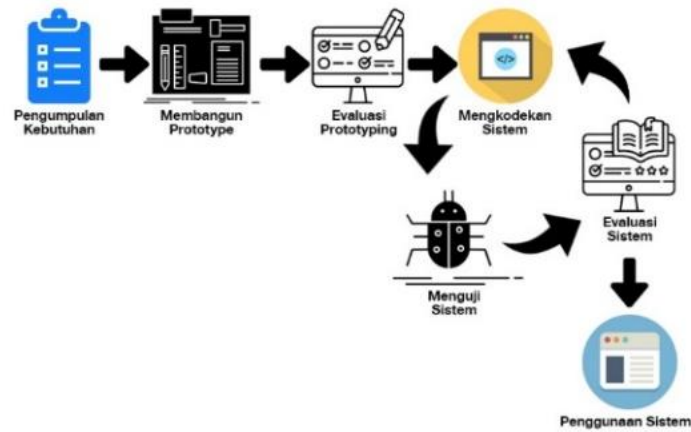 Pengumpulan
Kebutuhan
Membangun
Prototype
Evaluasi
Prototyping
Mengkodekan
Sistem
</>
Menguji
Sistem
Evaluasi
Sistem
Penggunaan Sistem